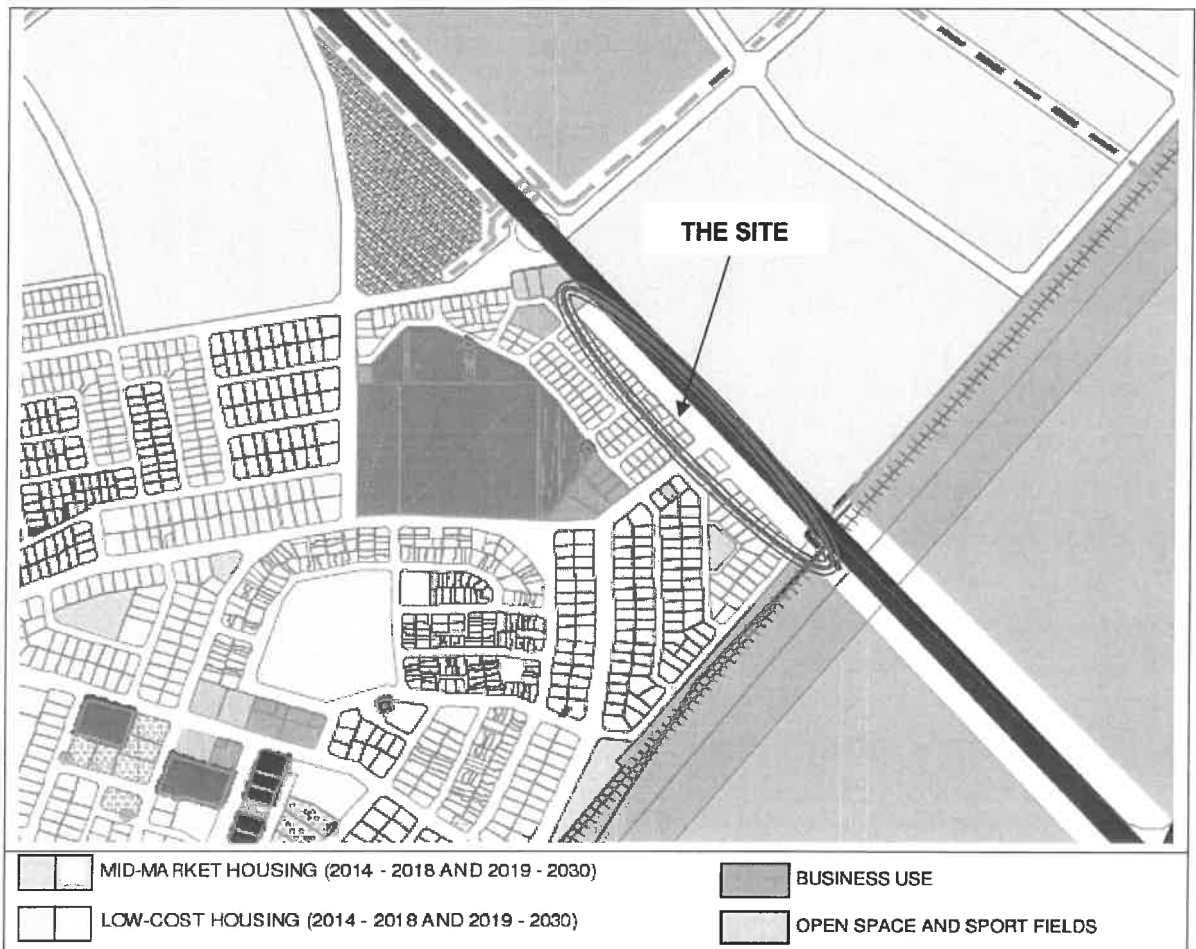 THE SITE
MID-MARKET HOUSING (2014 - 2018 AND 2019 - 2030)
BUSINESS USE
LOW-COST HOUSING (2014 - 2018 AND 2019 - 2030)
OPEN SPACE AND SPORT FIELDS